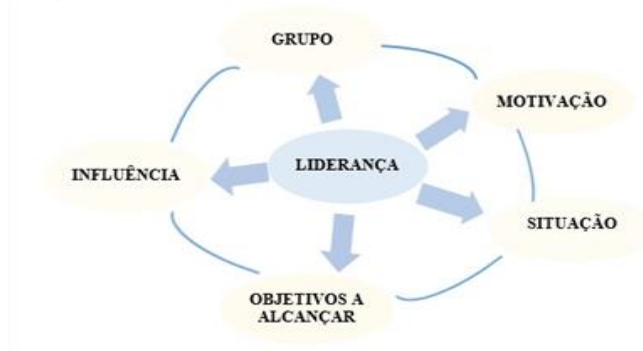 GRUPO
MOTIVAÇÃO
LIDERANÇA
INFLUÊNCIA
SITUAÇÃO
OBJETIVOS A
ALCANÇAR